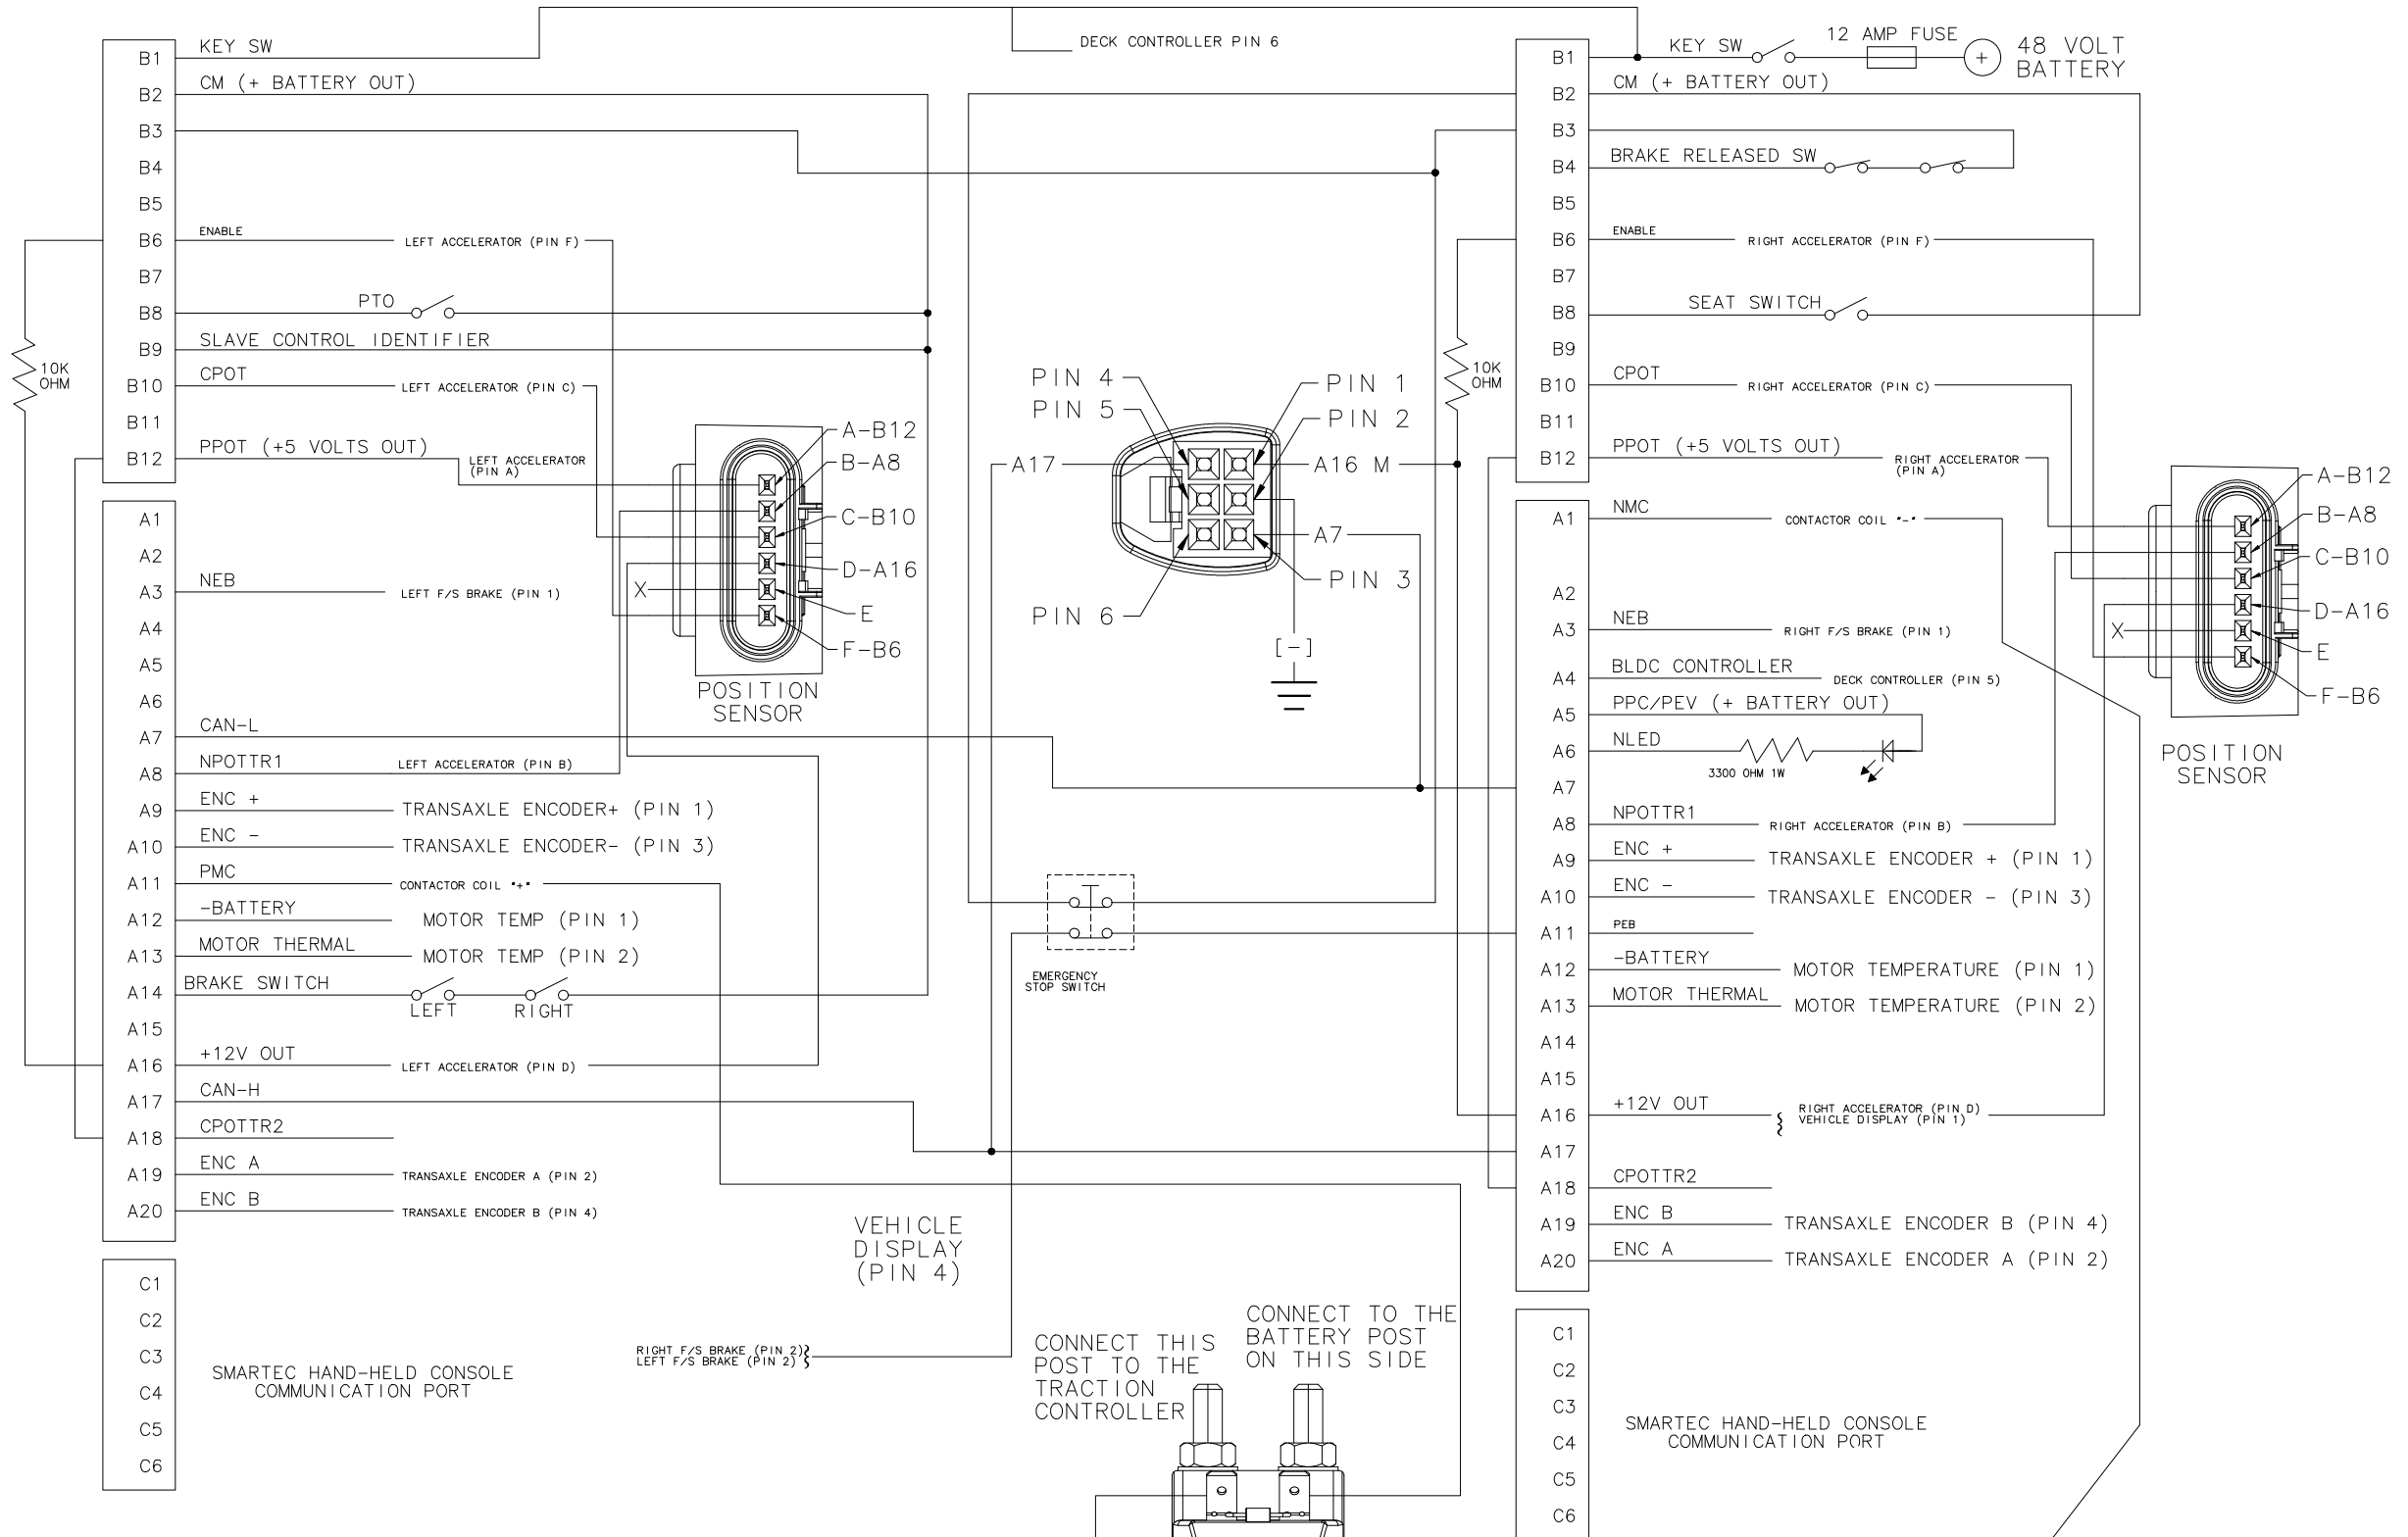 DECK CONTROLLER PIN 6
B1
KEY SW
B2
CM (+ BATTERY OUT)
B3
B4
B5
B6
ENABLE
LEFT ACCELERATOR (PIN F)
B7
B8
PTO
B9
SLAVE CONTROL IDENTIFIER
B10
CPOT
LEFT ACCELERATOR (PIN C)
B11
B12
PPOT (+5 VOLTS OUT)
LEFT ACCELERATOR
(PIN A)
10K
OHM
A1
A2
A3
NEB
LEFT F/S BRAKE (PIN 1)
A4
A5
A6
A7
CAN-L
A8
NPOTTR1
LEFT ACCELERATOR (PIN B)
A9
ENC +
TRANSAXLE ENCODER+ (PIN 1)
A10
ENC -
TRANSAXLE ENCODER- (PIN 3)
A11
PMC
CONTACTOR COIL "+"
A12
-BATTERY
MOTOR TEMP (PIN 1)
A13
MOTOR THERMAL
MOTOR TEMP (PIN 2)
A14
BRAKE SWITCH
LEFT
RIGHT
A15
A16
+12V OUT
LEFT ACCELERATOR (PIN D)
A17
CAN-H
A18
CPOTTR2
A19
ENC A
TRANSAXLE ENCODER A (PIN 2)
A20
ENC B
TRANSAXLE ENCODER B (PIN 4)
C1
C2
C3
C4
C5
C6
SMARTEC HAND-HELD CONSOLE
COMMUNICATION PORT
A-B12
B-A8
C-B10
D-A16
X
E
F-B6
POSITION
SENSOR
PIN 4
PIN 5
PIN 1
PIN 2
A17
A16 M
A7
PIN 3
PIN 6
[-]
EMERGENCY
STOP SWITCH
VEHICLE
DISPLAY
(PIN 4)
RIGHT F/S BRAKE (PIN 2)
LEFT F/S BRAKE (PIN 2)
CONNECT THIS
POST TO THE
TRACTION
CONTROLLER
CONNECT TO THE
BATTERY POST
ON THIS SIDE
10K
OHM
B1
KEY SW
12 AMP FUSE
+
48 VOLT
BATTERY
B2
CM (+ BATTERY OUT)
B3
B4
BRAKE RELEASED SW
B5
B6
ENABLE
RIGHT ACCELERATOR (PIN F)
B7
B8
SEAT SWITCH
B9
B10
CPOT
RIGHT ACCELERATOR (PIN C)
B11
B12
PPOT (+5 VOLTS OUT)
RIGHT ACCELERATOR
(PIN A)
A1
NMC
CONTACTOR COIL "-"
A2
A3
NEB
RIGHT F/S BRAKE (PIN 1)
A4
BLDC CONTROLLER
DECK CONTROLLER (PIN 5)
A5
PPC/PEV (+ BATTERY OUT)
A6
NLED
3300 OHM 1W
A7
A8
NPOTTR1
RIGHT ACCELERATOR (PIN B)
A9
ENC +
TRANSAXLE ENCODER + (PIN 1)
A10
ENC -
TRANSAXLE ENCODER - (PIN 3)
A11
PEB
A12
-BATTERY
MOTOR TEMPERATURE (PIN 1)
A13
MOTOR THERMAL
MOTOR TEMPERATURE (PIN 2)
A14
A15
A16
+12V OUT
RIGHT ACCELERATOR (PIN D)
VEHICLE DISPLAY (PIN 1)
A17
A18
CPOTTR2
A19
ENC B
TRANSAXLE ENCODER B (PIN 4)
A20
ENC A
TRANSAXLE ENCODER A (PIN 2)
C1
C2
C3
C4
C5
C6
SMARTEC HAND-HELD CONSOLE
COMMUNICATION PORT
A-B12
B-A8
C-B10
D-A16
X
E
F-B6
POSITION
SENSOR